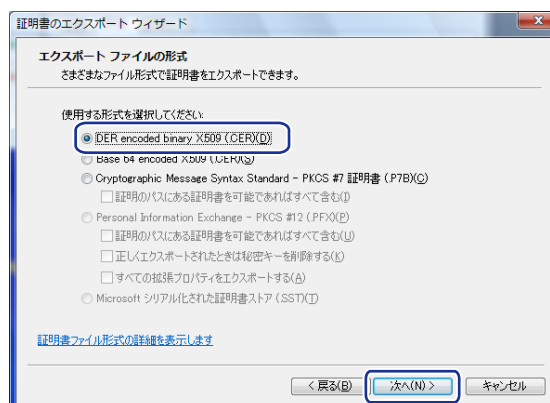 証明書のエクスポート ウィザード
エクスポート ファイルの形式
さまざまなファイル形式で証明書をエクスポートできます。
使用する形式を選択してください:
DER encoded binary X.509 (.CER)(D)
Base 64 encoded X.509 (.CER)(S)
Cryptographic Message Syntax Standard - PKCS #7 証明書 (.P7B)(C)
証明のパスにある証明書を可能であればすべて含む(I)
Personal Information Exchange - PKCS #12 (.PFX)(P)
証明のパスにある証明書を可能であればすべて含む(U)
正しくエクスポートされたときは秘密キーを削除する(K)
すべての拡張プロパティをエクスポートする(A)
Microsoft シリアル化された証明書ストア (.SST)(T)
証明書ファイル形式の詳細を表示します
< 戻る(B) 次へ(N) > キャンセル